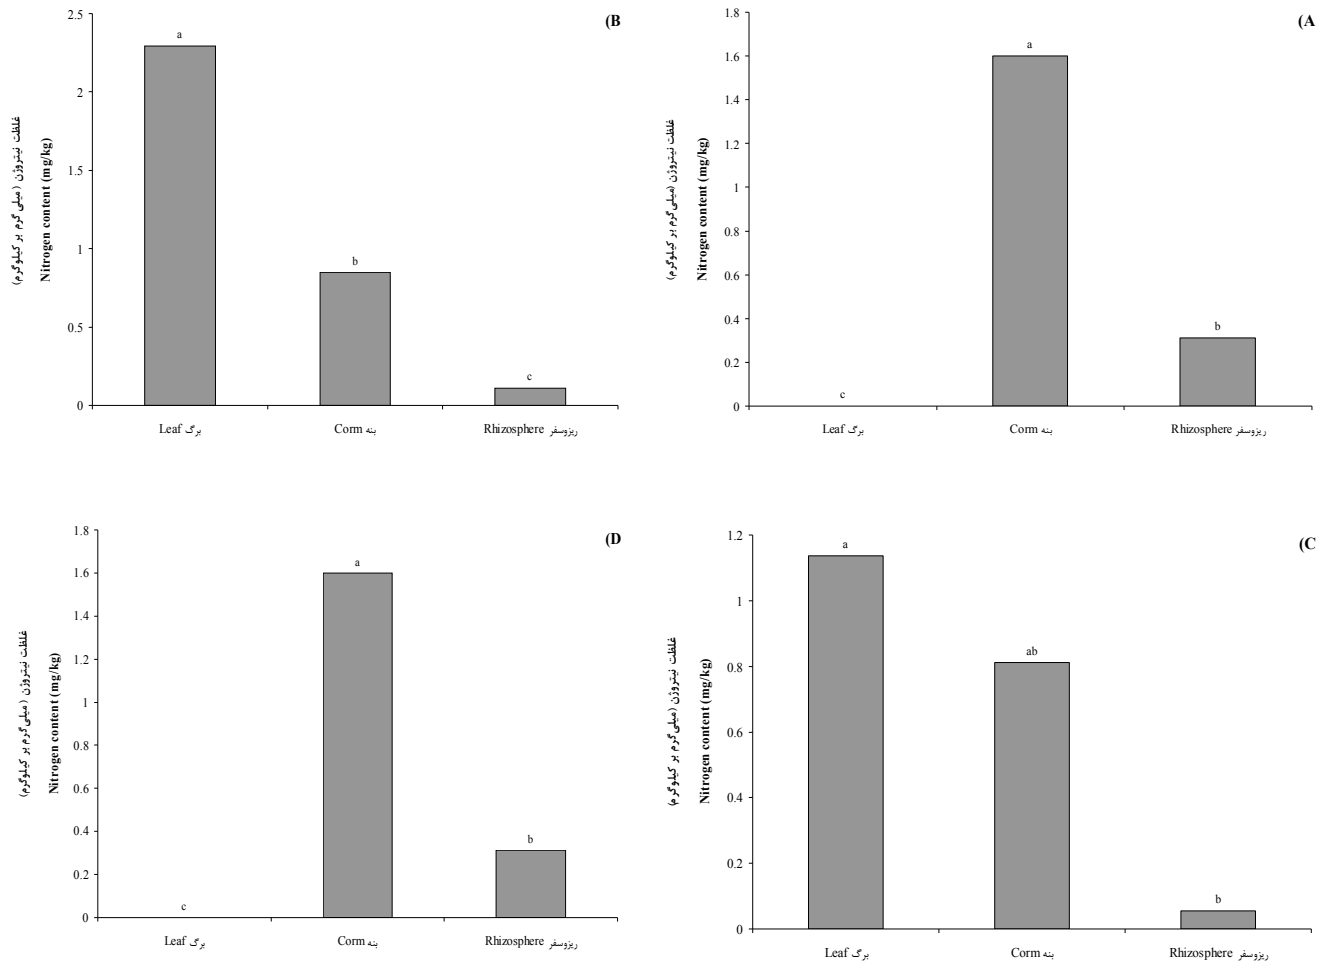 (B
غلظت نیتروژن (میلی گرم بر کیلوگرم)
Nitrogen content (mg/kg)
2.5
2
1.5
1
0.5
0
a
b
c
برگ Leaf
بنه Corm
ریزوسفر Rhizosphere
(A
غلظت نیتروژن (میلی گرم بر کیلوگرم)
Nitrogen content (mg/kg)
1.8
1.6
1.4
1.2
1
0.8
0.6
0.4
0.2
0
c
a
b
برگ Leaf
بنه Corm
ریزوسفر Rhizosphere
(D
غلظت نیتروژن (میلی گرم بر کیلوگرم)
Nitrogen content (mg/kg)
1.8
1.6
1.4
1.2
1
0.8
0.6
0.4
0.2
0
c
a
b
برگ Leaf
بنه Corm
ریزوسفر Rhizosphere
(C
غلظت نیتروژن (میلی گرم بر کیلوگرم)
Nitrogen content (mg/kg)
1.2
1
0.8
0.6
0.4
0.2
0
a
ab
b
برگ Leaf
بنه Corm
ریزوسفر Rhizosphere